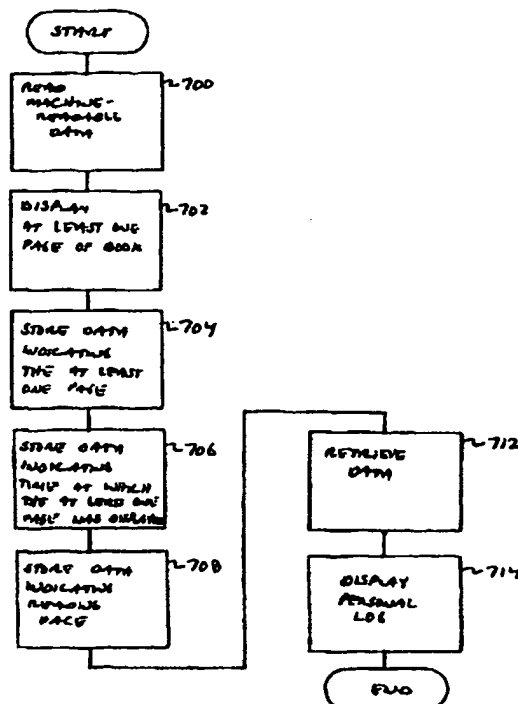 START
READ
MACHINE-
READABLE
DATA
700
DISPLAY
AT LEAST ONE
PAGE OF BOOK
702
STORE DATA
INDICATING
THE AT LEAST
ONE PAGE
704
STORE DATA
INDICATING
TIME AT WHICH
THE AT LEAST ONE
PAGE WAS DISPLAYED
706
STORE DATA
INDICATING
READING
PACE
708
RETRIEVE
DATA
712
DISPLAY
PERSONAL
LOG
714
END